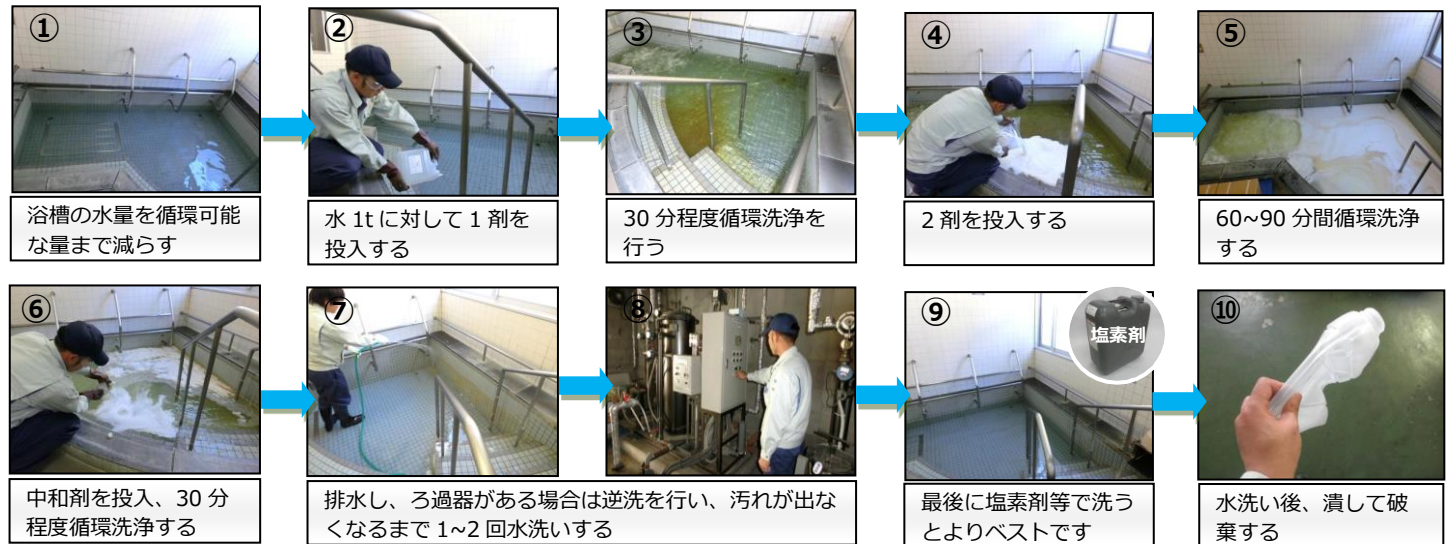 ①
浴槽の水量を循環可能
な量まで減らす
②
水 1t に対して 1 剤を
投入する
③
30 分程度循環洗浄を
行う
④
2 剤を投入する
⑤
60~90 分間循環洗浄
する
⑥
中和剤を投入、30 分
程度循環洗浄する
⑦
⑧
排水し、ろ過器がある場合は逆洗を行い、汚れが出な
くなるまで 1~2 回水洗いする
⑨
塩素剤
最後に塩素剤等で洗う
とよりベストです
⑩
水洗い後、潰して破
棄する